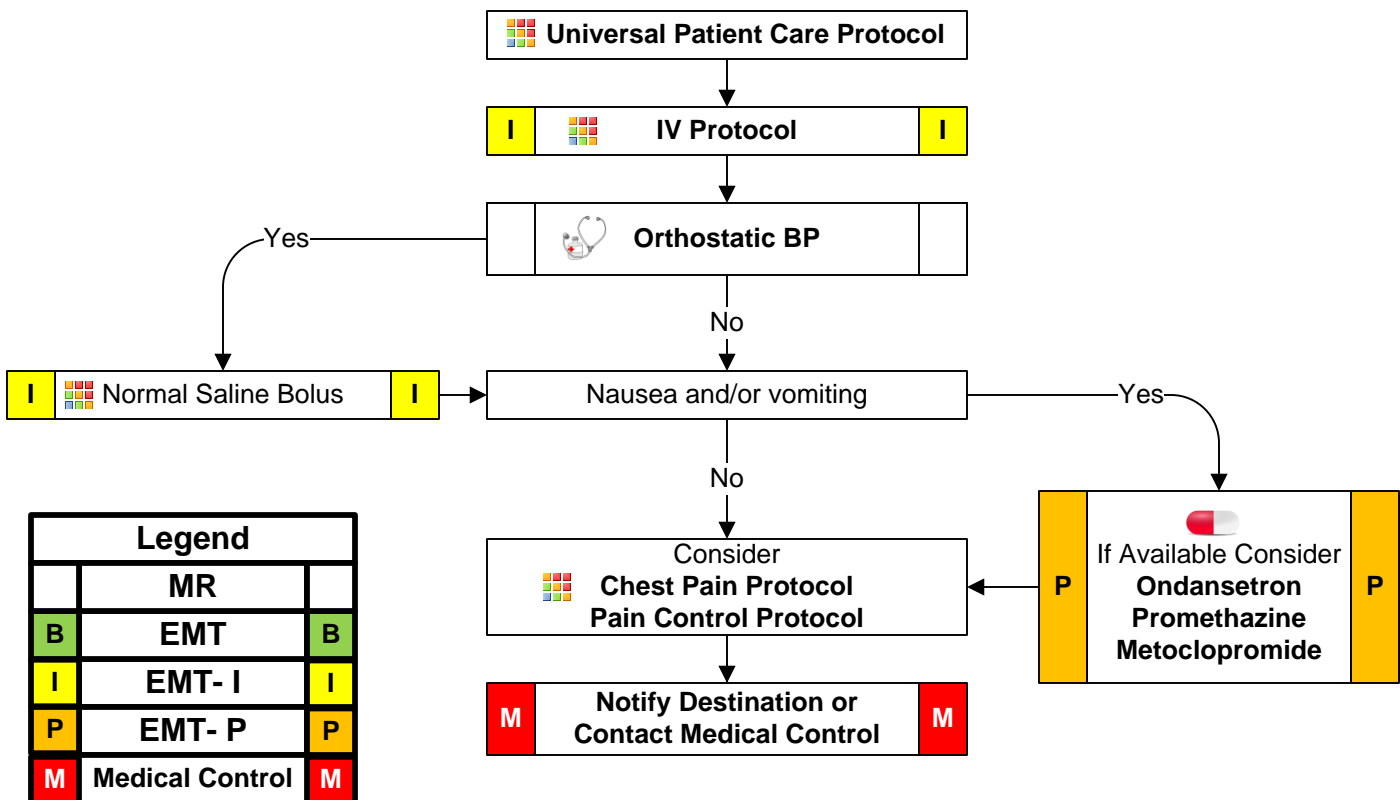 Universal Patient Care Protocol
I IV Protocol I
Orthostatic BP
Yes
No
I Normal Saline Bolus I
Nausea and/or vomiting
Yes
No
P If Available Consider P
Ondansetron
Promethazine
Metoclopromide
Consider
Chest Pain Protocol
Pain Control Protocol
M Notify Destination or M
Contact Medical Control
Legend
MR
B EMT B
I EMT- I I
P EMT- P P
M Medical Control M